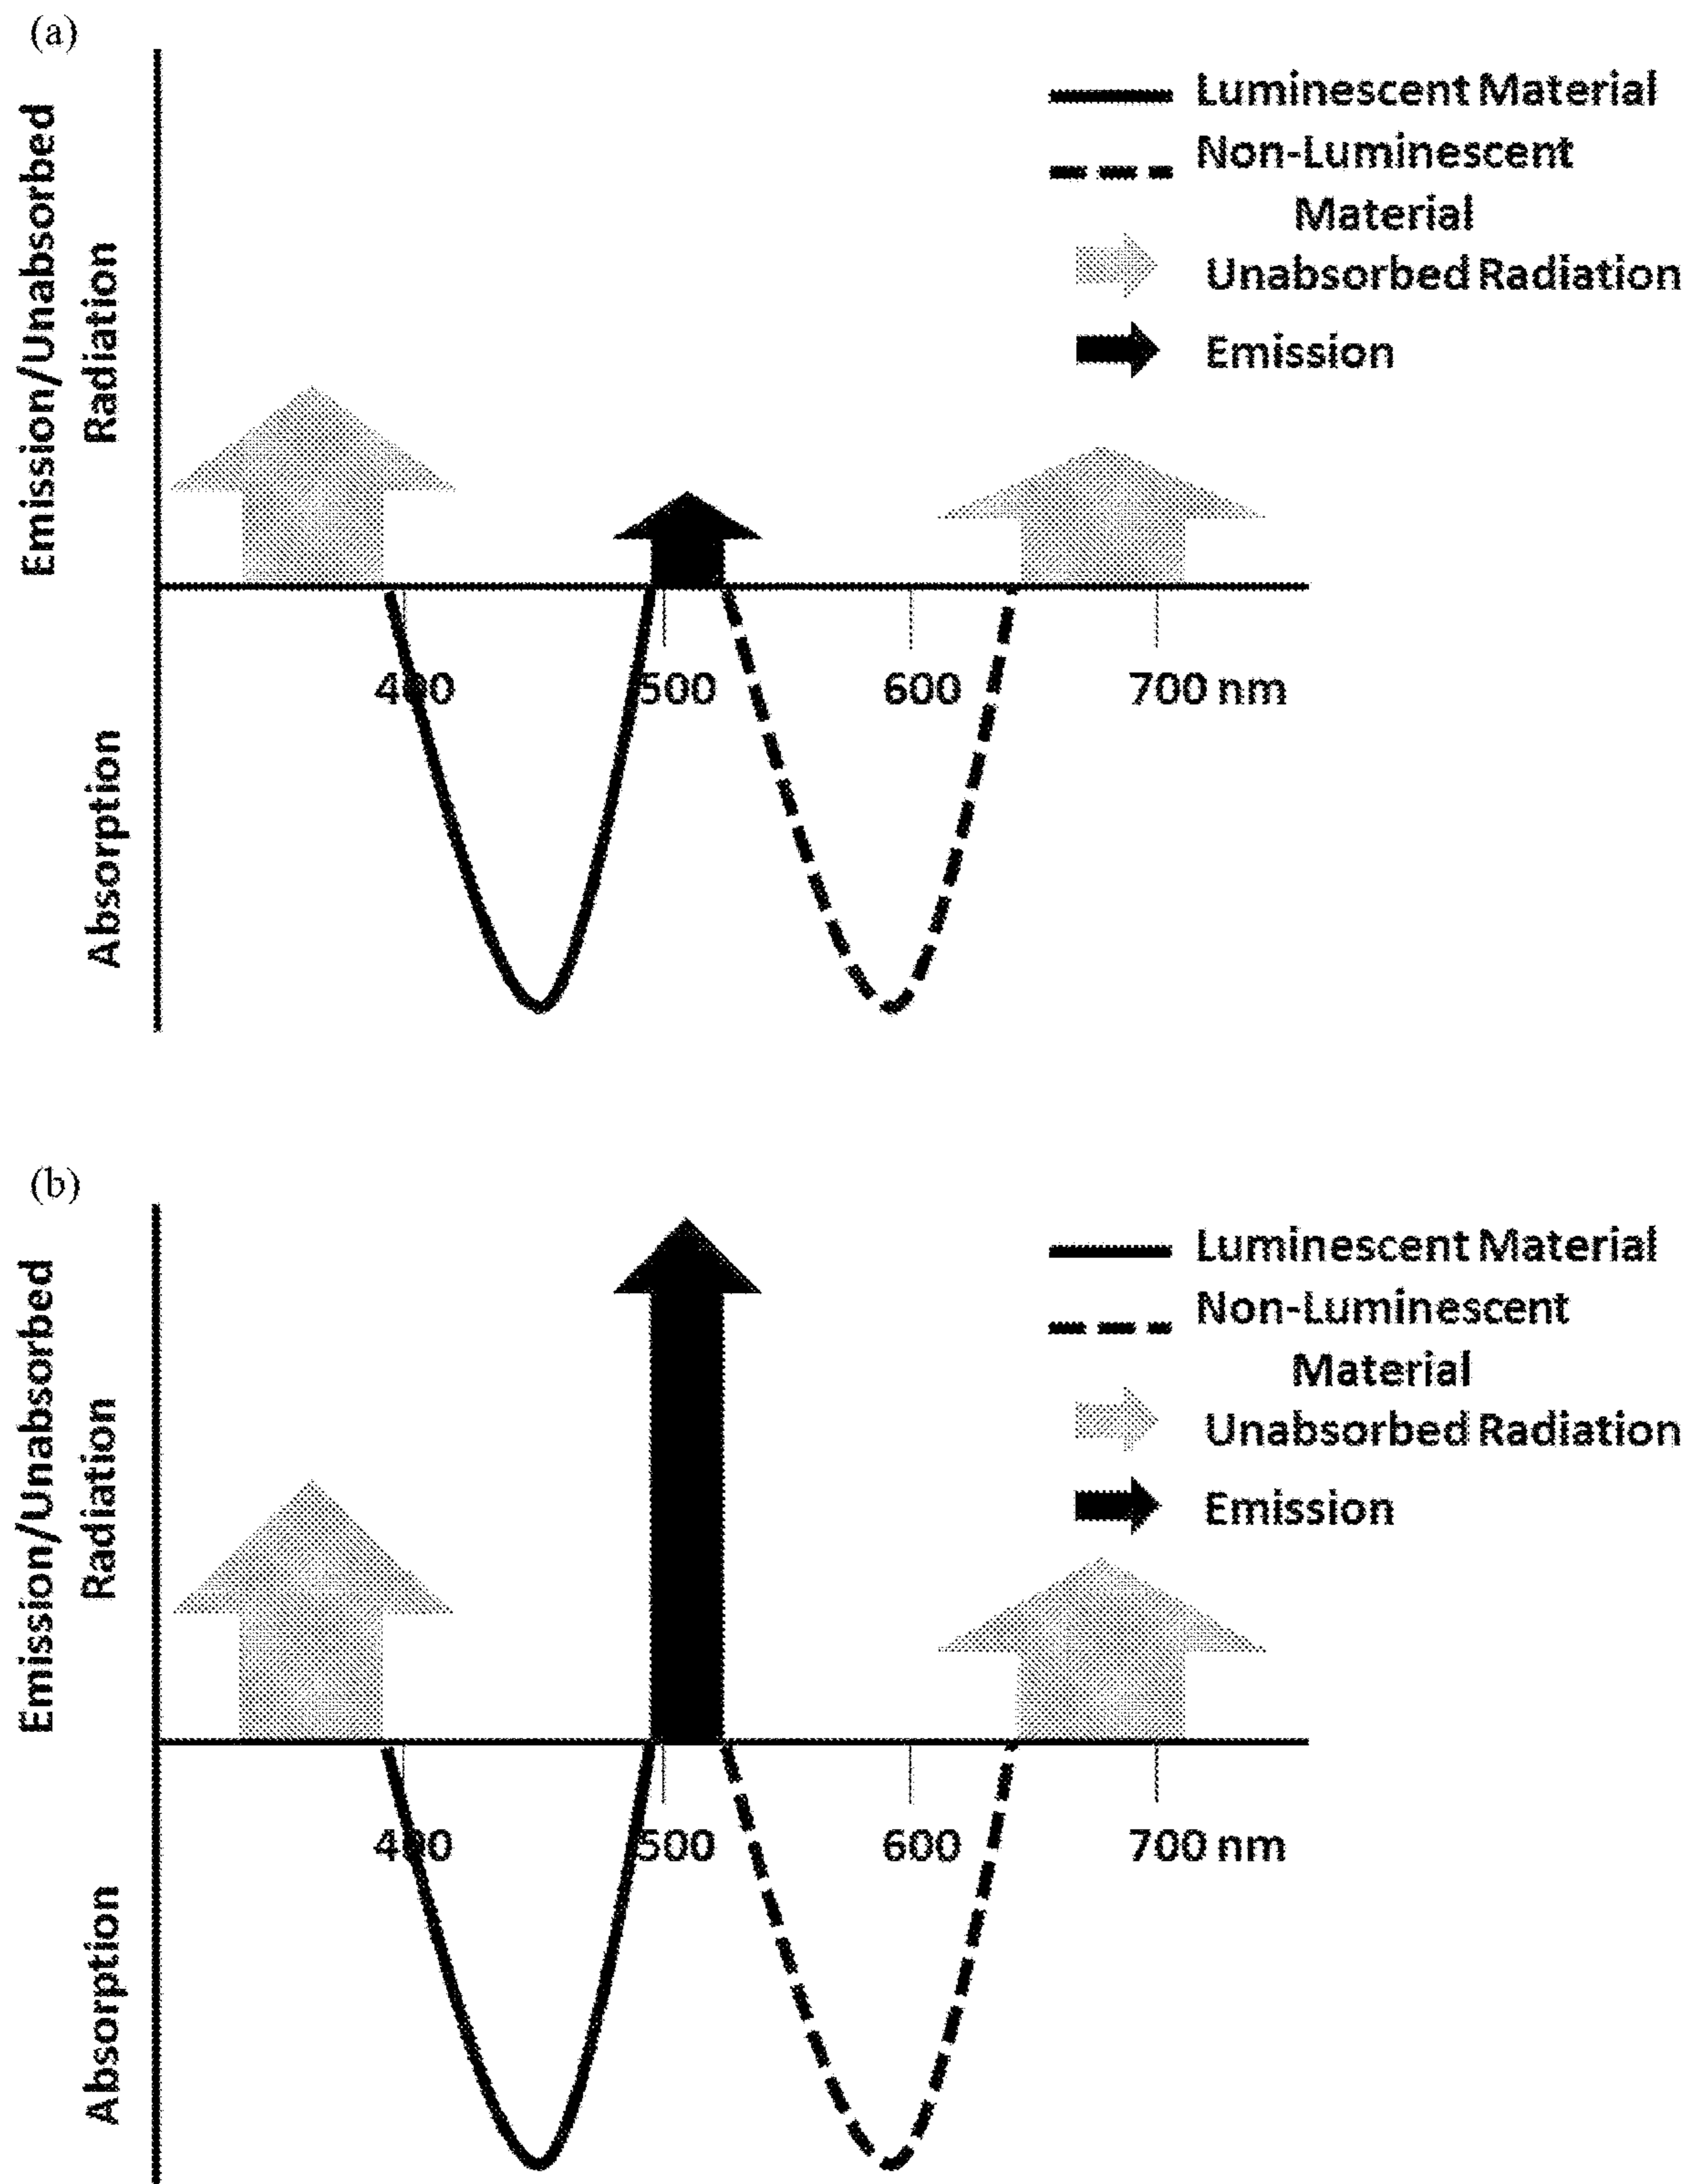 (a)
Emission/Unabsorbed
Radiation
Absorption
Luminescent Material
Non-Luminescent
Material
Unabsorbed Radiation
Emission
400
500
600
700 nm
(b)
Emission/Unabsorbed
Radiation
Absorption
Luminescent Material
Non-Luminescent
Material
Unabsorbed Radiation
Emission
400
500
600
700 nm